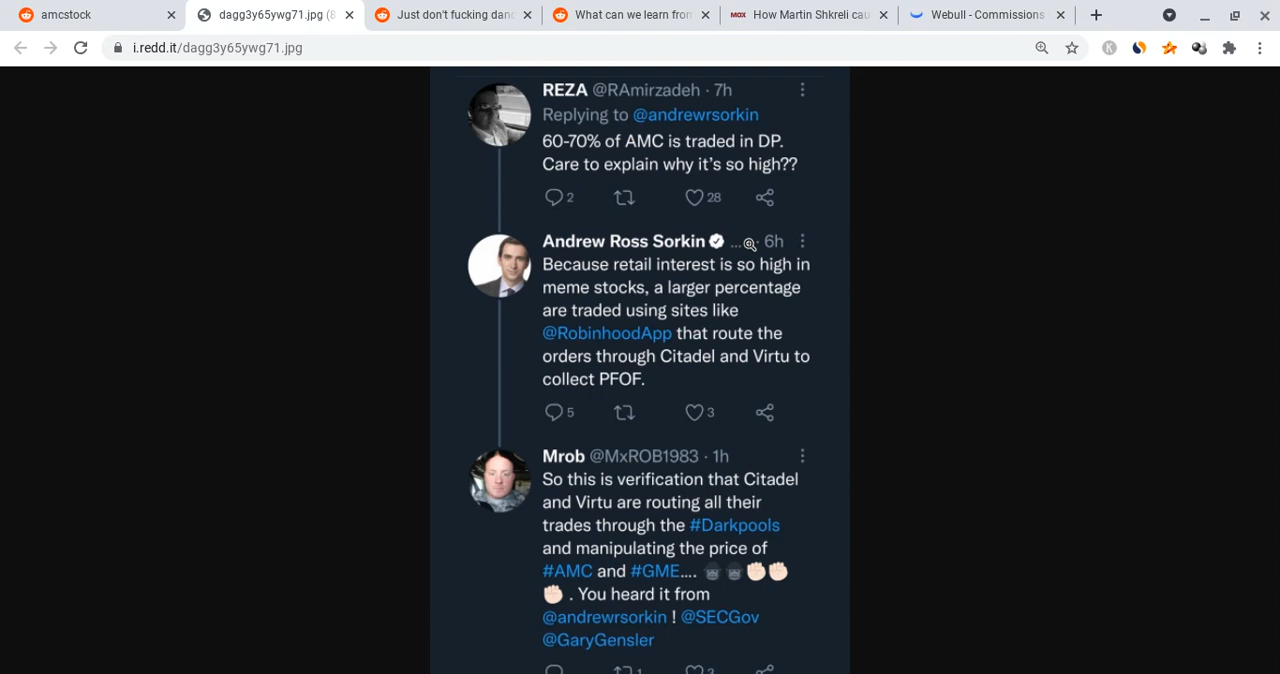 amcstock
dagg3y65ywg71.jpg (8
Just don't fucking danc
What can we learn from
MOX How Martin Shkreli cau
Webull - Commissions
i.redd.it/dagg3y65ywg71.jpg
REZA @RAmirzadeh · 7h
Replying to @andrewrsorkin
60-70% of AMC is traded in DP.
Care to explain why it's so high??
2 28
Andrew Ross Sorkin ... · 6h
Because retail interest is so high in
meme stocks, a larger percentage
are traded using sites like
@RobinhoodApp that route the
orders through Citadel and Virtu to
collect PFOF.
5 3
Mrob @MxROB1983 · 1h
So this is verification that Citadel
and Virtu are routing all their
trades through the #Darkpools
and manipulating the price of
#AMC and #GME....
. You heard it from
@andrewrsorkin ! @SECGov
@GaryGensler